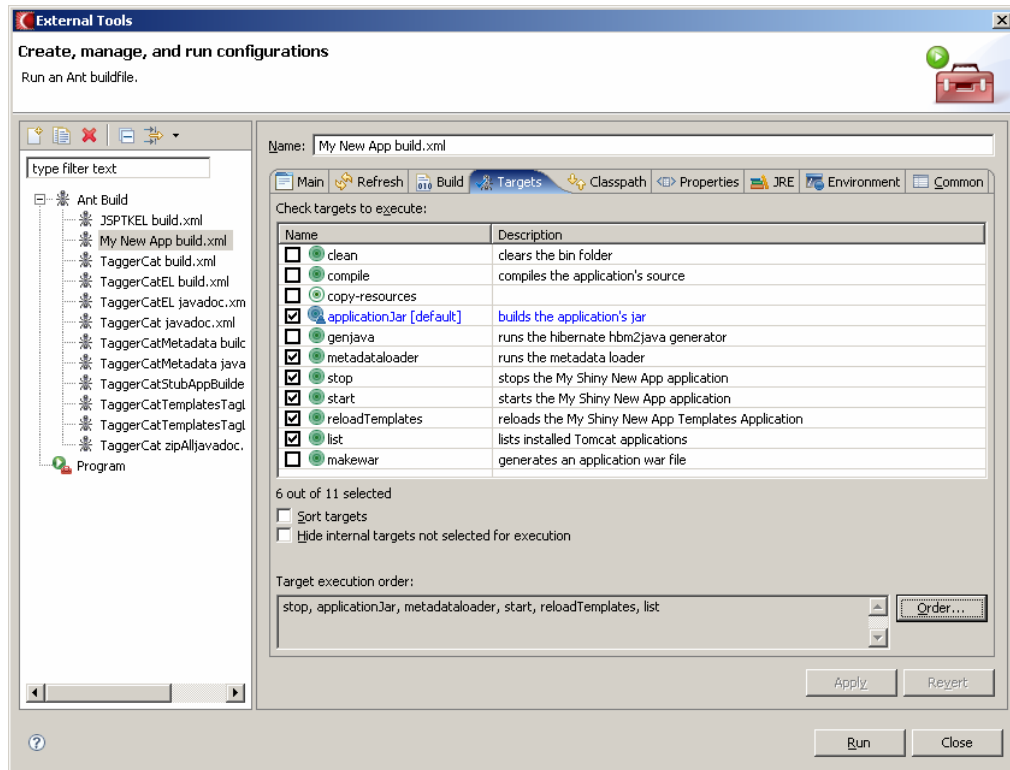 External Tools
Create, manage, and run configurations
Run an Ant buildfile.
type filter text
Ant Build
JSPTKEL build.xml
My New App build.xml
TaggerCat build.xml
TaggerCatEL build.xml
TaggerCatEL javadoc.xm
TaggerCat javadoc.xml
TaggerCatMetadata builc
TaggerCatMetadata java
TaggerCatStubAppBuilde
TaggerCatTemplatesTagL
TaggerCatTemplatesTagL
TaggerCat zipAlljavadoc.
Program
Name: My New App build.xml
Main Refresh Build Targets Classpath Properties JRE Environment Common
Check targets to execute:
Name Description
clean clears the bin folder
compile compiles the application's source
copy-resources
applicationJar [default] builds the application's jar
genjava runs the hibernate hbm2java generator
metadataloader runs the metadata loader
stop stops the My Shiny New App application
start starts the My Shiny New App application
reloadTemplates reloads the My Shiny New App Templates Application
list lists installed Tomcat applications
makewar generates an application war file
6 out of 11 selected
Sort targets
Hide internal targets not selected for execution
Target execution order:
stop, applicationJar, metadataloader, start, reloadTemplates, list
Order...
Apply Revert
Run Close